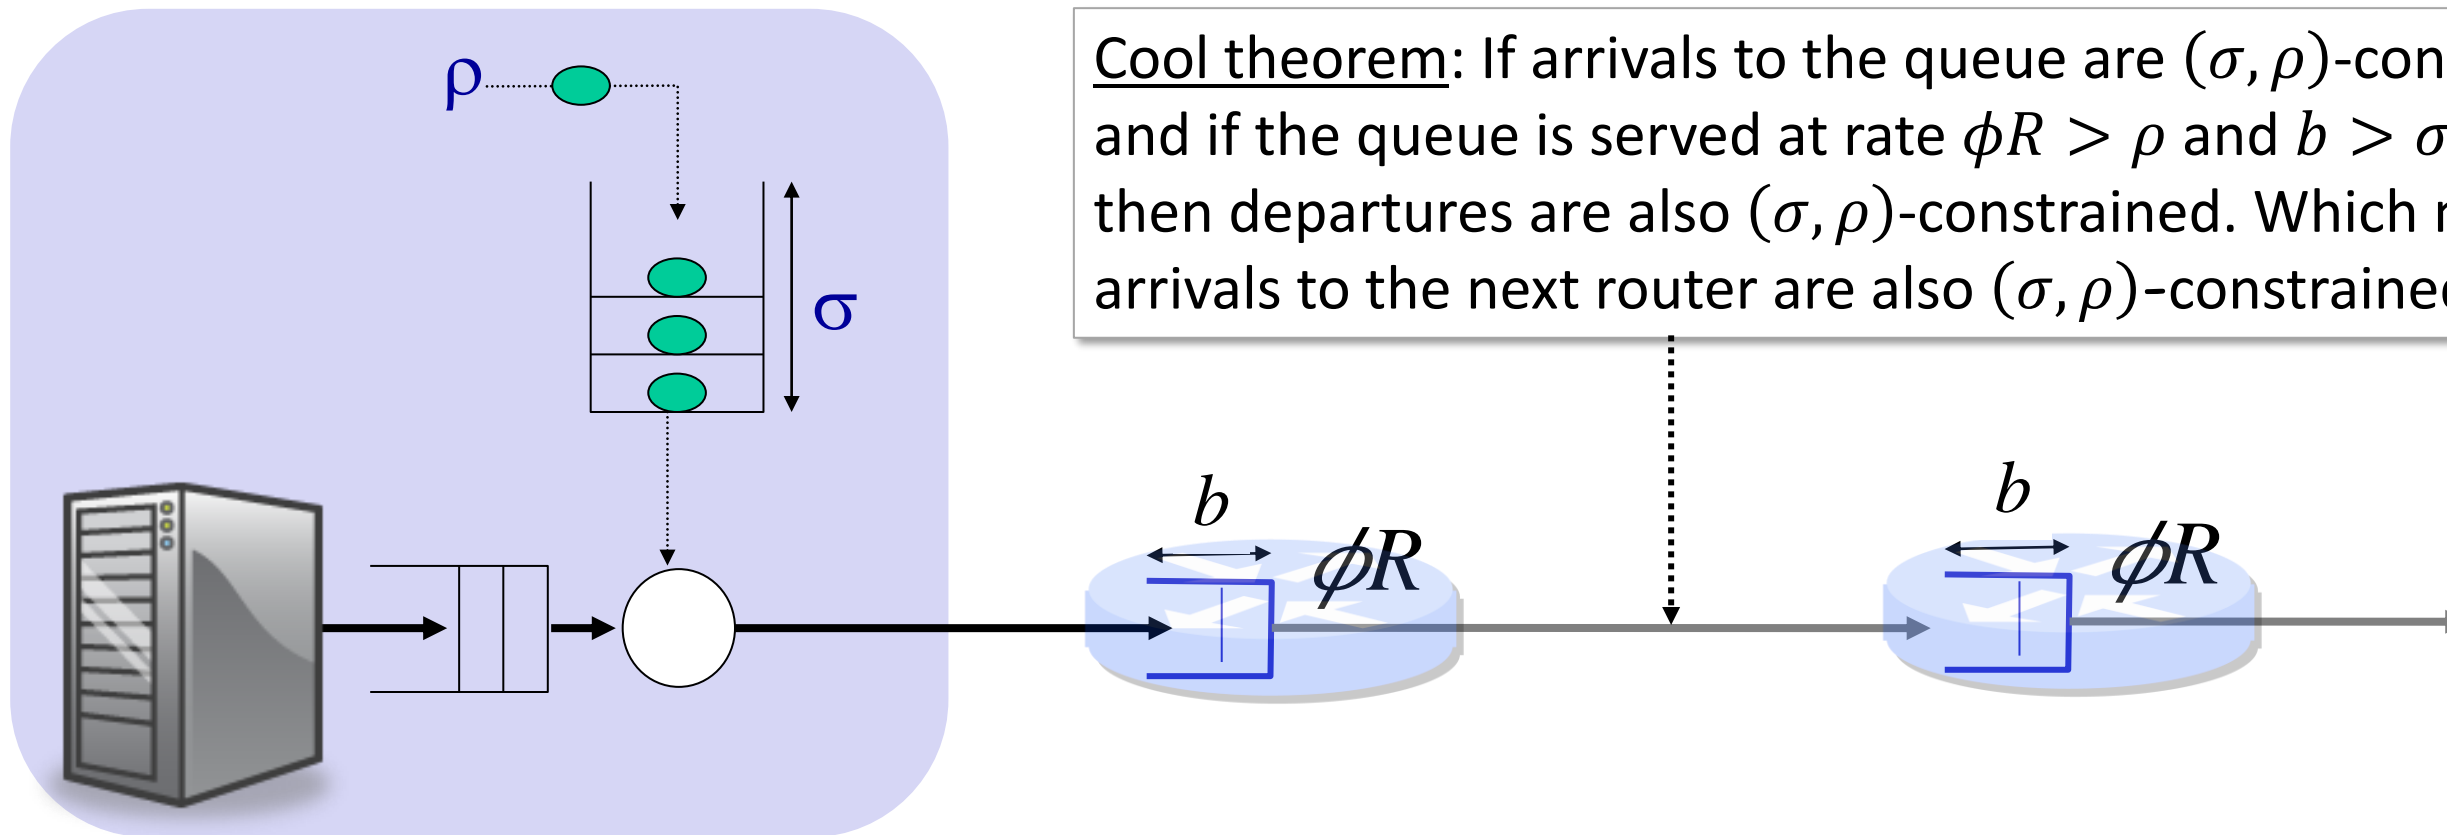 ρ
Cool theorem: If arrivals to the queue are (σ, ρ)-con
and if the queue is served at rate ϕR > ρ and b > σ
then departures are also (σ, ρ)-constrained. Which
arrivals to the next router are also (σ, ρ)-constrained
σ
b
ϕR
b
ϕR